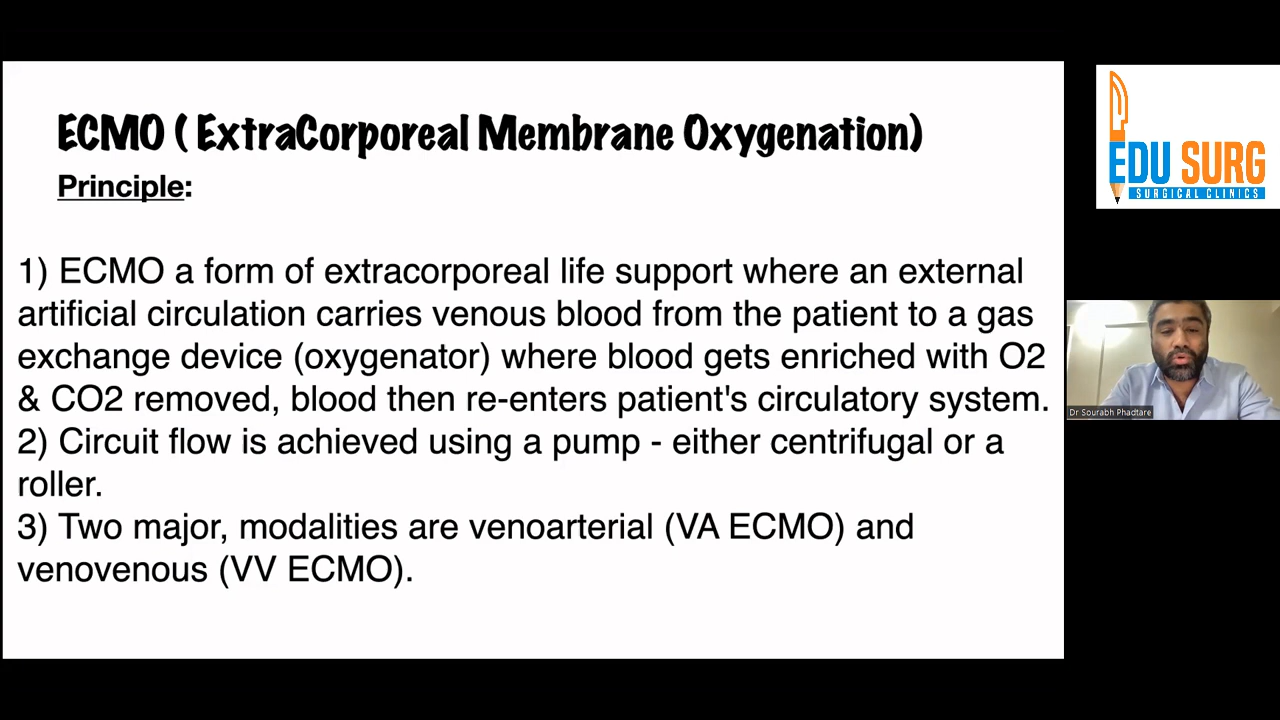 ECMO ( ExtraCorporeal Membrane Oxygenation)
Principle:
1) ECMO a form of extracorporeal life support where an external
artificial circulation carries venous blood from the patient to a gas
exchange device (oxygenator) where blood gets enriched with O2
& CO2 removed, blood then re-enters patient's circulatory system.
2) Circuit flow is achieved using a pump - either centrifugal or a
roller.
3) Two major, modalities are venoarterial (VA ECMO) and
venovenous (VV ECMO).
EDU SURG
SURGICAL CLINICS
Dr Sourabh Phadtare